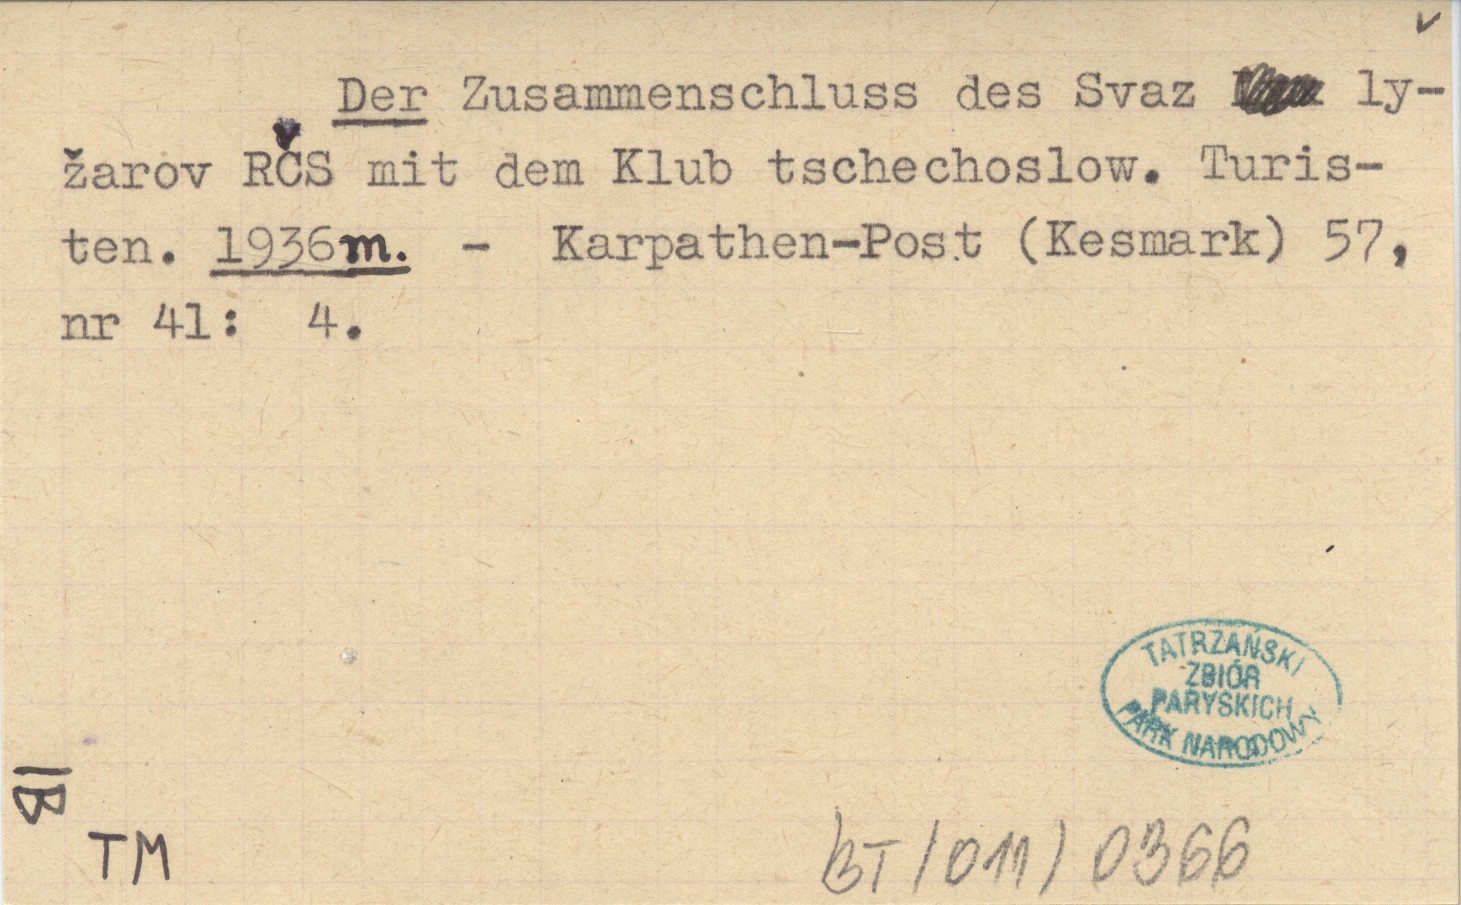 Der Zusammenschluss des Svaz ly-
žarov RČS mit dem Klub tschechoslow. Turis-
ten. 1936m. - Karpathen-Post (Kesmark) 57,
nr 41: 4.
TATRZAŃSKI
ZBIÓR
PARYSKICH
PARK NARODOWY
IB
TM
BT/011/0366